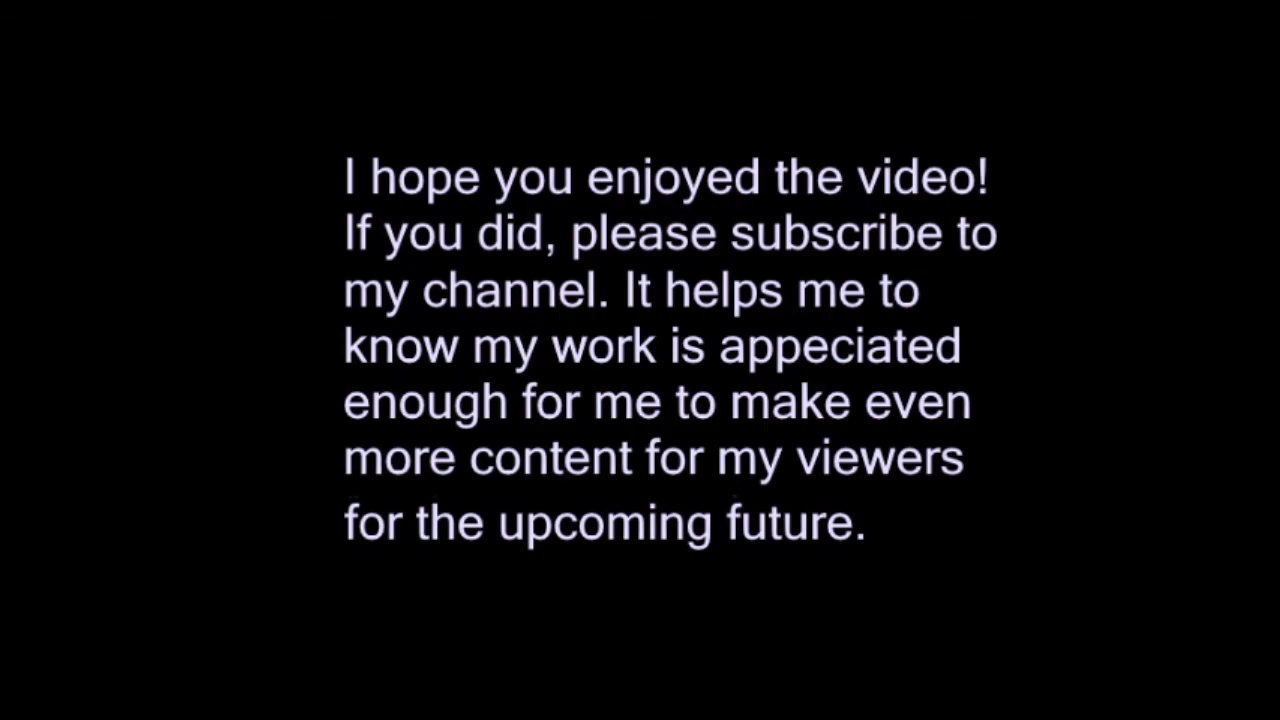 I hope you enjoyed the video!
If you did, please subscribe to
my channel. It helps me to
know my work is appeciated
enough for me to make even
more content for my viewers
for the upcoming future.